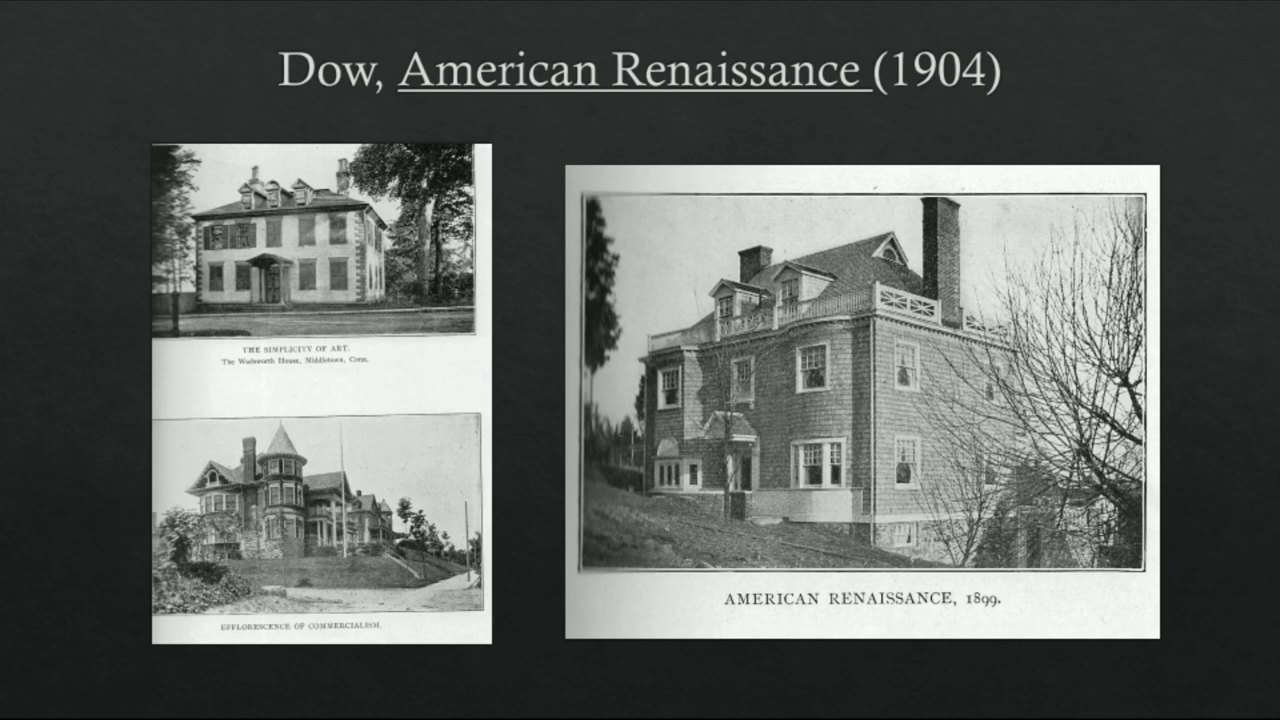 Dow, American Renaissance (1904)
THE SIMPLICITY OF ART.
The Wadsworth House, Middletown, Conn.
EFFLORESCENCE OF COMMERCIALISM.
AMERICAN RENAISSANCE, 1899.